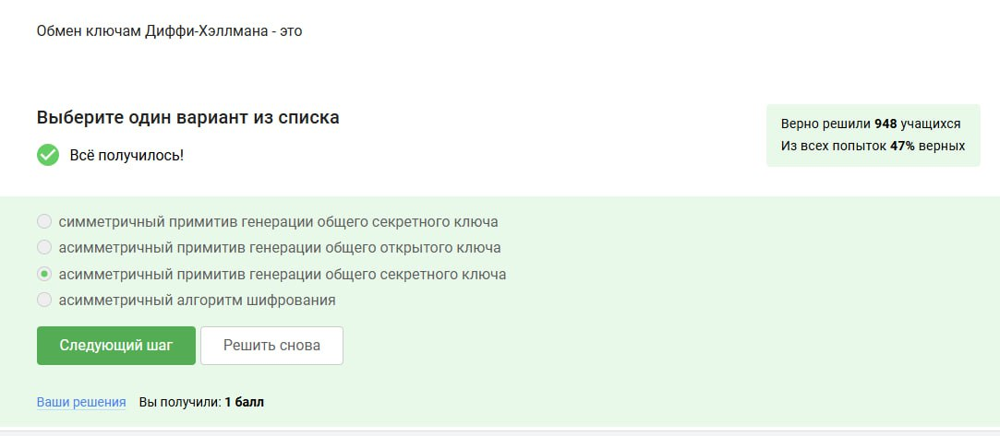 Обмен ключам Диффи-Хэллмана - это
Выберите один вариант из списка
Всё получилось!
Верно решили 948 учащихся
Из всех попыток 47% верных
симметричный примитив генерации общего секретного ключа
асимметричный примитив генерации общего открытого ключа
асимметричный примитив генерации общего секретного ключа
асимметричный алгоритм шифрования
Следующий шаг Решить снова
Ваши решения Вы получили: 1 балл